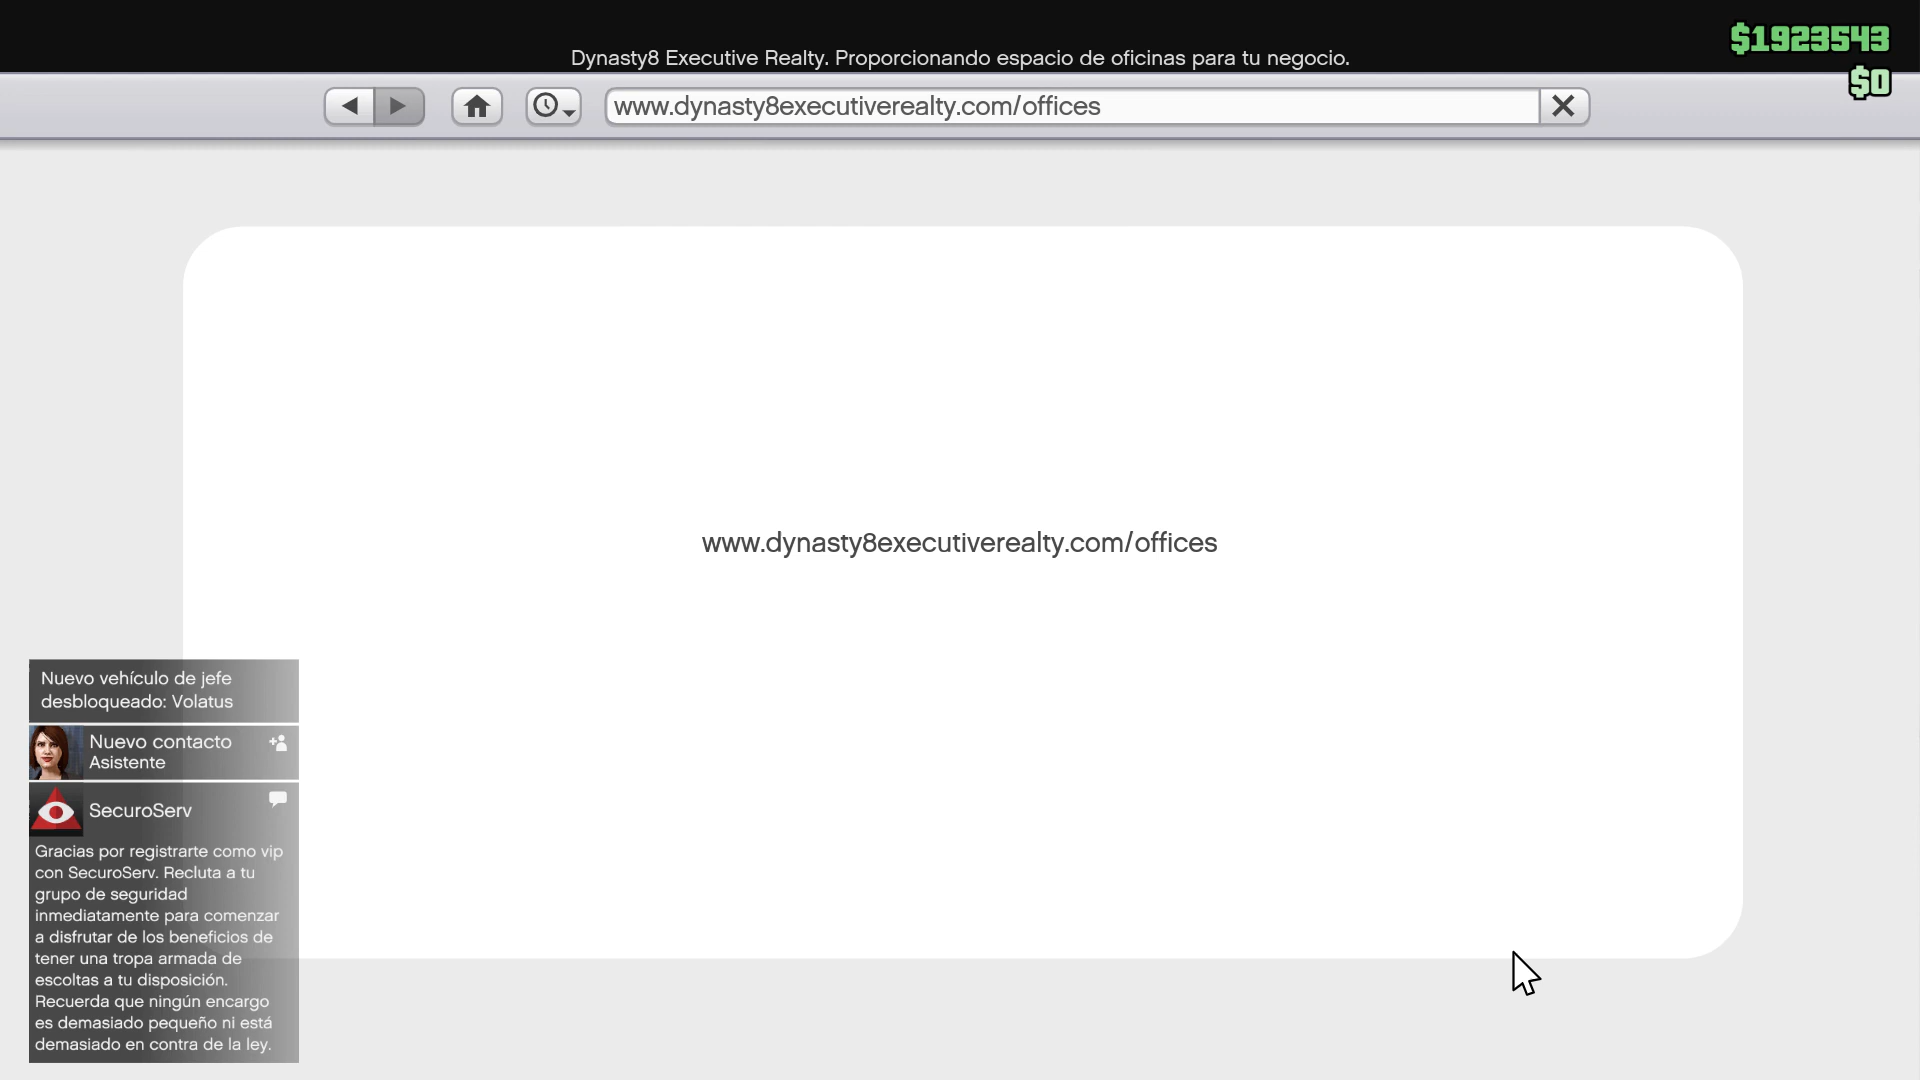 $1923543
Dynasty8 Executive Realty. Proporcionando espacio de oficinas para tu negocio.
$0
www.dynasty8executiverealty.com/offices
www.dynasty8executiverealty.com/offices
Nuevo vehículo de jefe
desbloqueado: Volatus
Nuevo contacto
Asistente
SecuroServ
Gracias por registrarte como vip
con SecuroServ. Recluta a tu
grupo de seguridad
inmediatamente para comenzar
a disfrutar de los beneficios de
tener una tropa armada de
escoltas a tu disposición.
Recuerda que ningún encargo
es demasiado pequeño ni está
demasiado en contra de la ley.